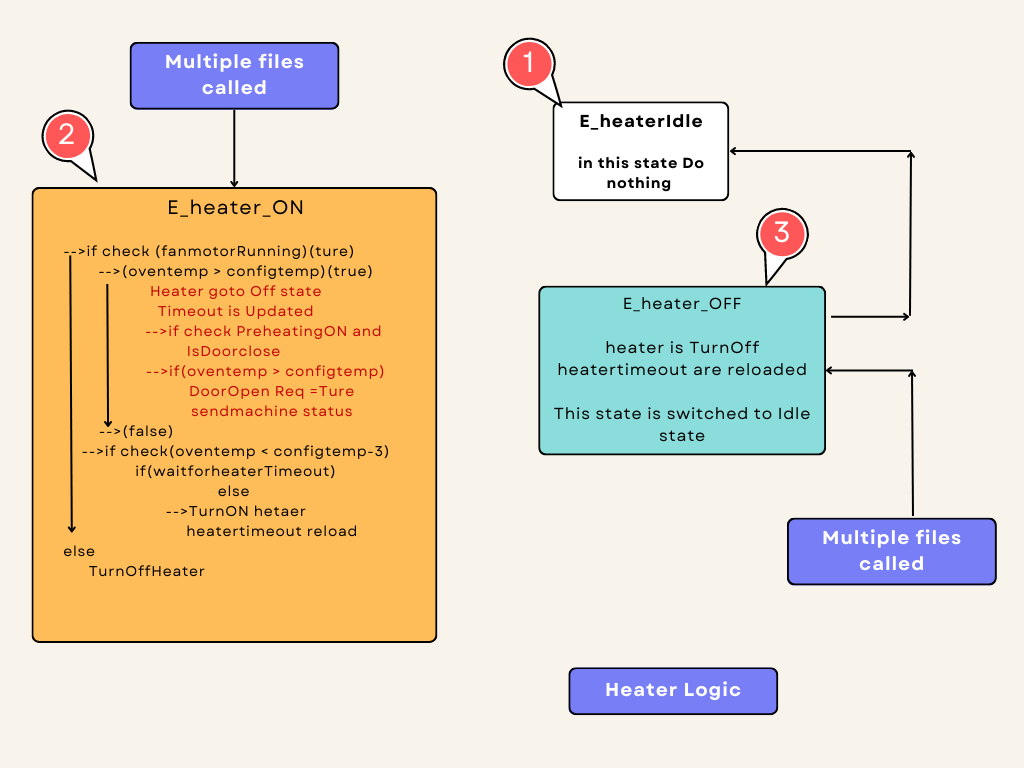 Multiple files
called
2
E_heater_ON
-->if check (fanmotorRunning)(ture)
-->(oventemp > configtemp)(true)
Heater goto Off state
Timeout is Updated
-->if check PreheatingON and
IsDoorclose
-->if(oventemp > configtemp)
DoorOpen Req =Ture
sendmachine status
-->(false)
-->if check(oventemp < configtemp-3)
if(waitforheaterTimeout)
else
-->TurnON hetaer
heatertimeout reload
else
TurnOffHeater
1
E_heaterIdle
in this state Do
nothing
3
E_heater_OFF
heater is TurnOff
heatertimeout are reloaded
This state is switched to Idle
state
Multiple files
called
Heater Logic